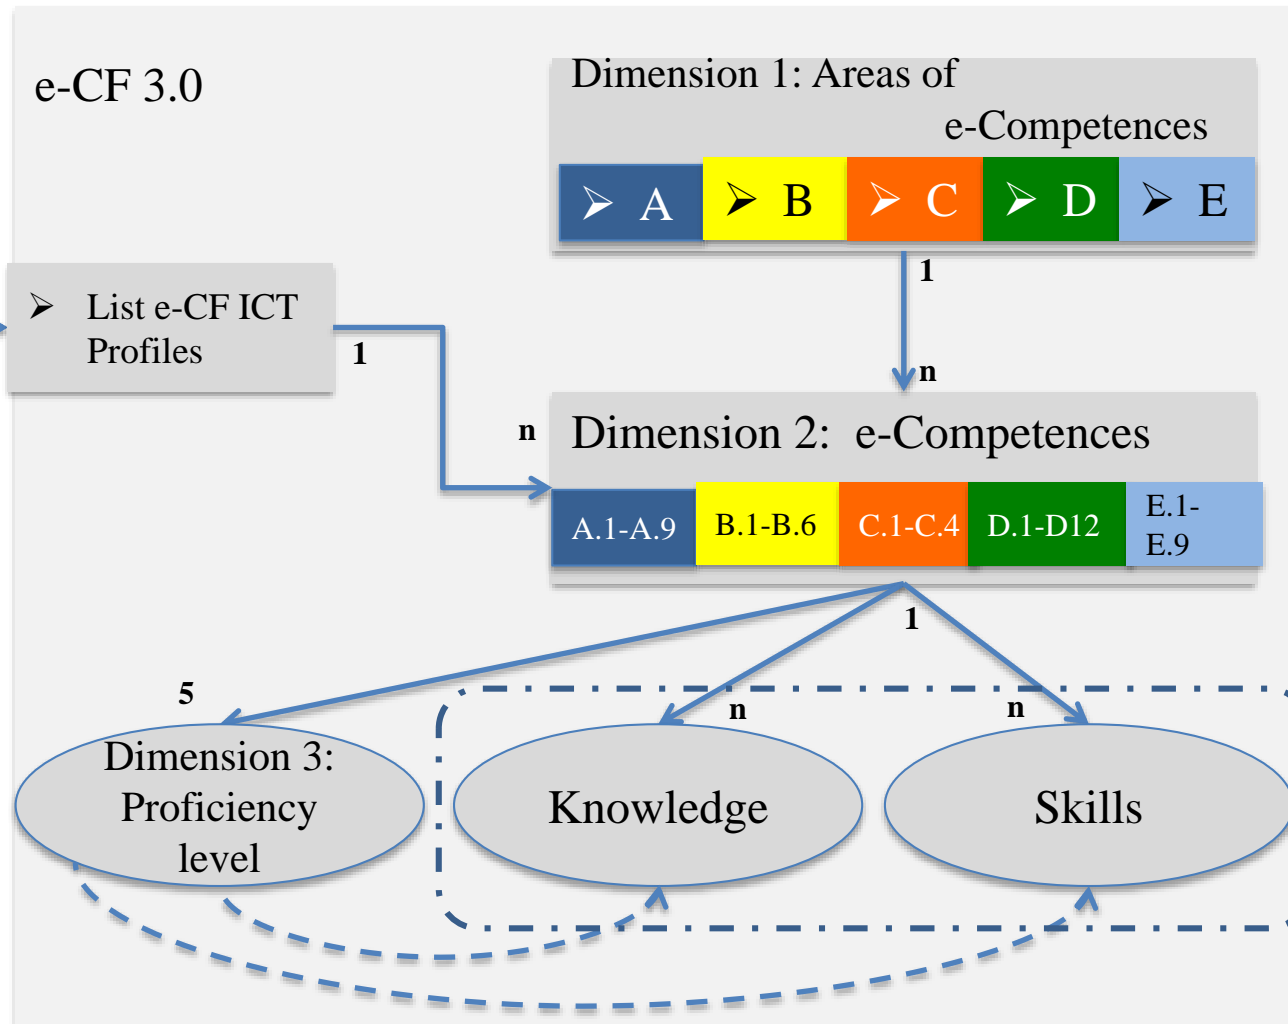 e-CF 3.0
Dimension 1: Areas of
e-Competences
➢ A
➢ B
➢ C
➢ D
➢ E
1
n
➢ List e-CF ICT
Profiles
1
n
Dimension 2: e-Competences
A.1-A.9
B.1-B.6
C.1-C.4
D.1-D12
E.1-
E.9
1
5
n
n
Dimension 3:
Proficiency
level
Knowledge
Skills